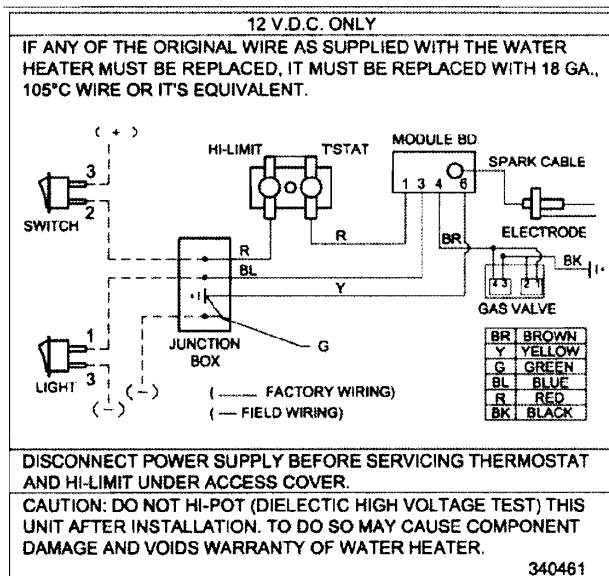 12 V.D.C. ONLY
IF ANY OF THE ORIGINAL WIRE AS SUPPLIED WITH THE WATER
HEATER MUST BE REPLACED, IT MUST BE REPLACED WITH 18 GA.,
105°C WIRE OR IT'S EQUIVALENT.
( + )
HI-LIMIT
T'STAT
MODULE BD
SPARK CABLE
3
1 3 4 6
2
SWITCH
ELECTRODE
R
R
BR
BL
BK
Y
4 3 2 1
GAS VALVE
1
JUNCTION
BOX
G
LIGHT
3
(–)
(–)
( ...... FACTORY WIRING)
( — FIELD WIRING)
BR BROWN
Y YELLOW
G GREEN
BL BLUE
R RED
BK BLACK
DISCONNECT POWER SUPPLY BEFORE SERVICING THERMOSTAT
AND HI-LIMIT UNDER ACCESS COVER.
CAUTION: DO NOT HI-POT (DIELECTIC HIGH VOLTAGE TEST) THIS
UNIT AFTER INSTALLATION. TO DO SO MAY CAUSE COMPONENT
DAMAGE AND VOIDS WARRANTY OF WATER HEATER.
340461